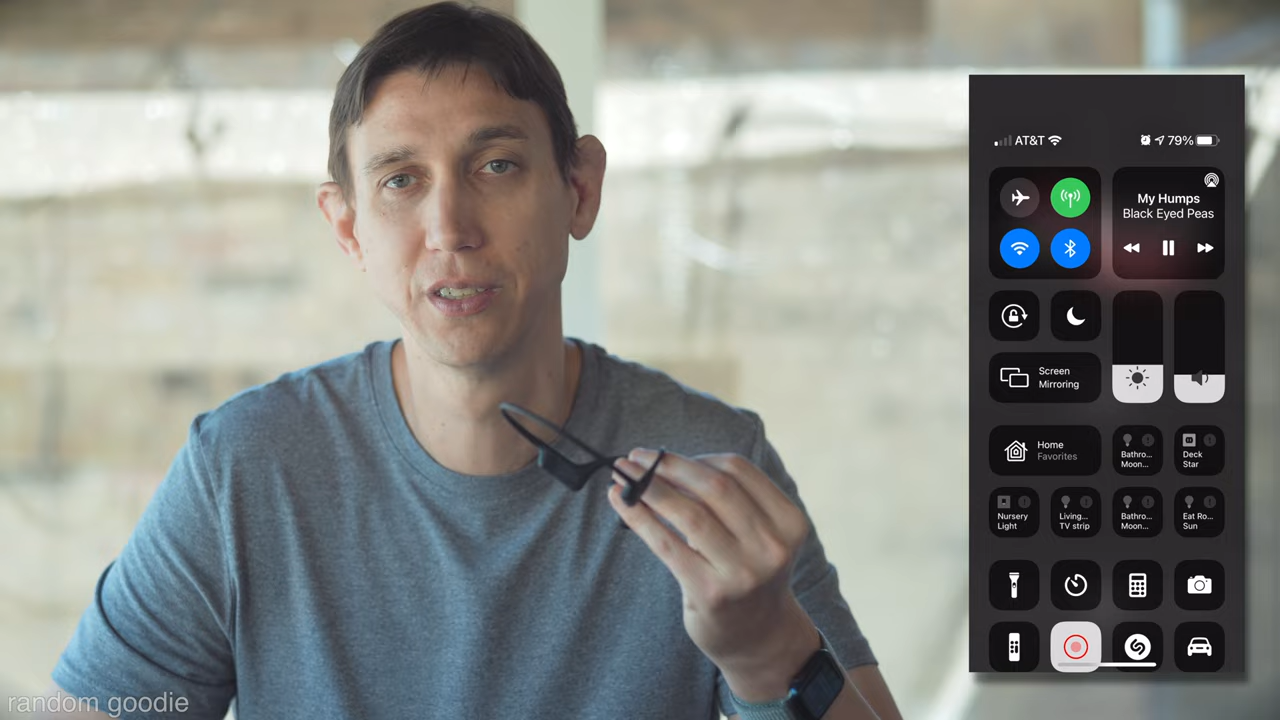 AT&T
79%
My Humps
Black Eyed Peas
Screen
Mirroring
Home
Favorites
Bathro...
Moon...
Deck
Star
Nursery
Light
Living...
TV strip
Bathro...
Moon...
Eat Ro...
Sun
random goodie